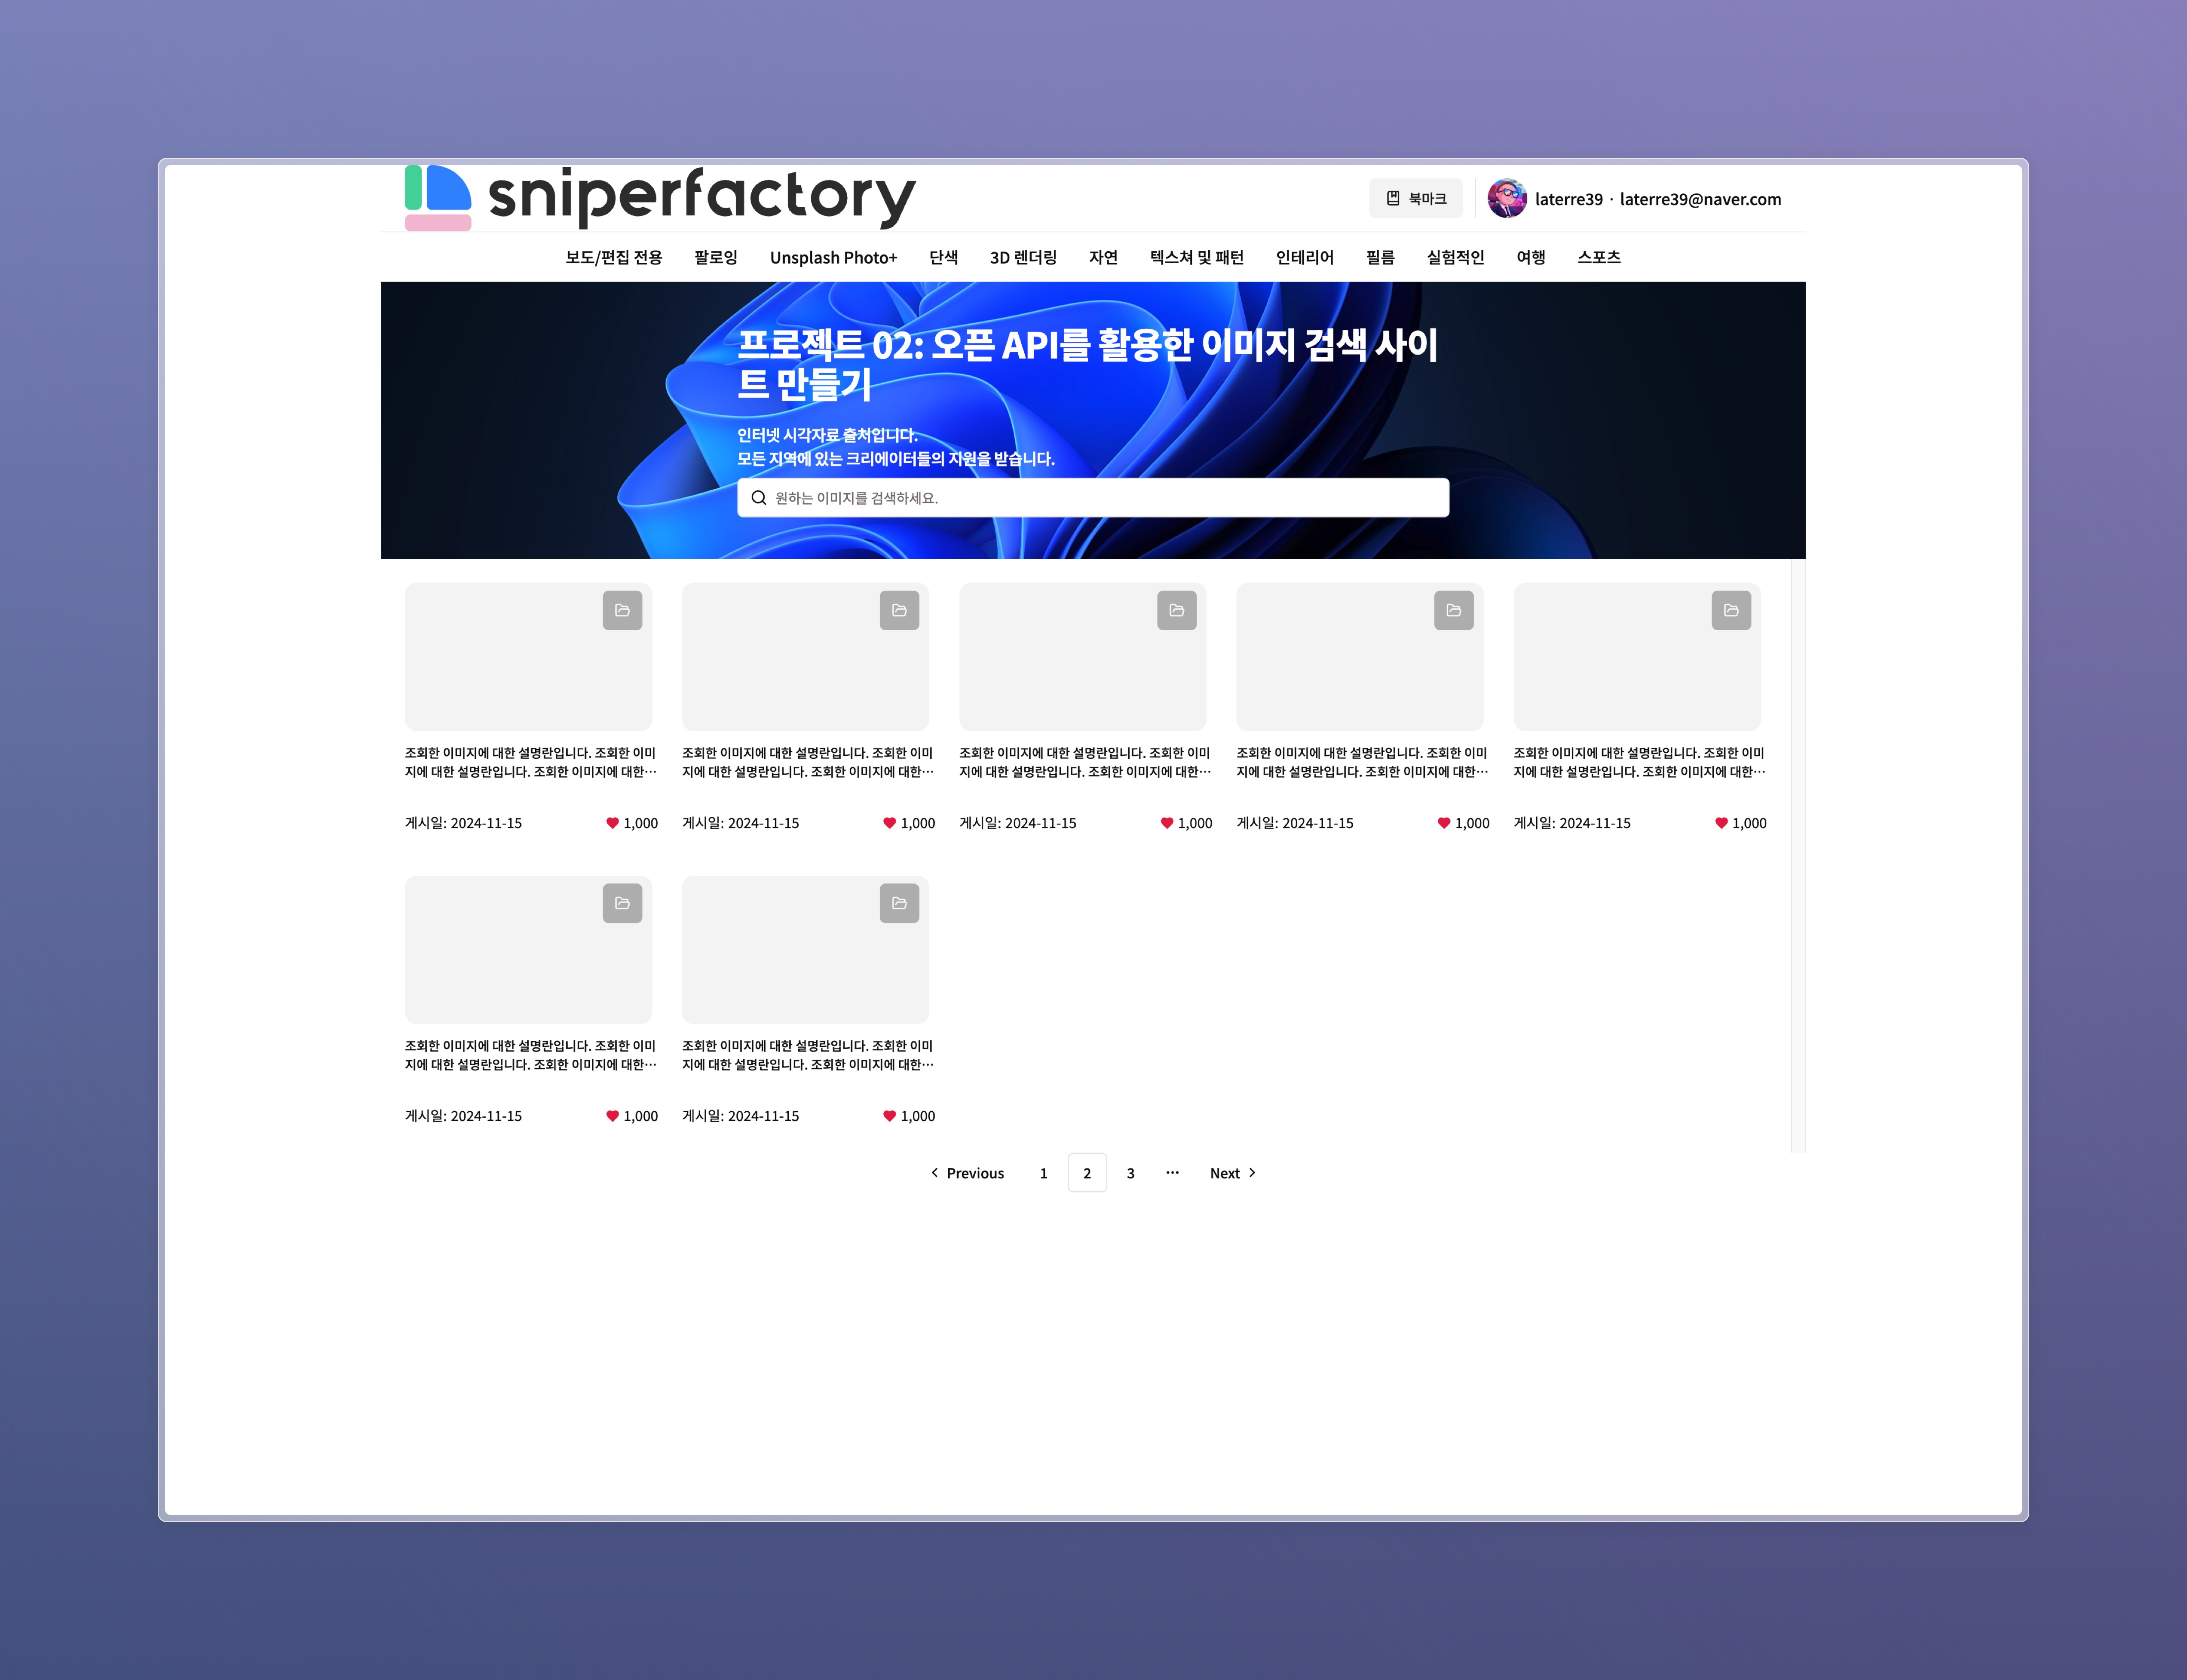 sniperfactory
북마크
laterre39 · laterre39@naver.com
보도/편집 전용 팔로잉 Unsplash Photo+ 단색 3D 렌더링 자연 텍스쳐 및 패턴 인테리어 필름 실험적인 여행 스포츠
프로젝트 02: 오픈 API를 활용한 이미지 검색 사이
트 만들기
인터넷 시각자료 출처입니다.
모든 지역에 있는 크리에이터들의 지원을 받습니다.
원하는 이미지를 검색하세요.
조회한 이미지에 대한 설명란입니다. 조회한 이미
지에 대한 설명란입니다. 조회한 이미지에 대한…
게시일: 2024-11-15 1,000
조회한 이미지에 대한 설명란입니다. 조회한 이미
지에 대한 설명란입니다. 조회한 이미지에 대한…
게시일: 2024-11-15 1,000
조회한 이미지에 대한 설명란입니다. 조회한 이미
지에 대한 설명란입니다. 조회한 이미지에 대한…
게시일: 2024-11-15 1,000
조회한 이미지에 대한 설명란입니다. 조회한 이미
지에 대한 설명란입니다. 조회한 이미지에 대한…
게시일: 2024-11-15 1,000
조회한 이미지에 대한 설명란입니다. 조회한 이미
지에 대한 설명란입니다. 조회한 이미지에 대한…
게시일: 2024-11-15 1,000
조회한 이미지에 대한 설명란입니다. 조회한 이미
지에 대한 설명란입니다. 조회한 이미지에 대한…
게시일: 2024-11-15 1,000
조회한 이미지에 대한 설명란입니다. 조회한 이미
지에 대한 설명란입니다. 조회한 이미지에 대한…
게시일: 2024-11-15 1,000
Previous 1 2 3 … Next